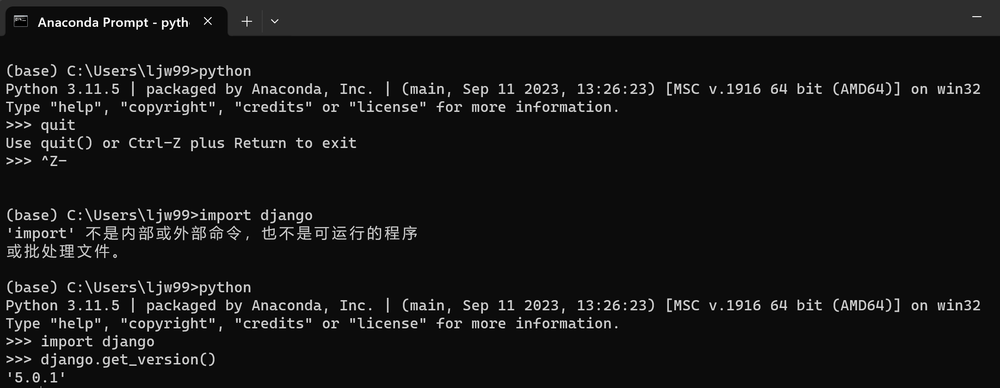 Anaconda Prompt - pyth
(base) C:\Users\ljw99>python
Python 3.11.5 | packaged by Anaconda, Inc. | (main, Sep 11 2023, 13:26:23) [MSC v.1916 64 bit (AMD64)] on win32
Type "help", "copyright", "credits" or "license" for more information.
>>> quit
Use quit() or Ctrl-Z plus Return to exit
>>> ^Z-
(base) C:\Users\ljw99>import django
'import' 不是内部或外部命令，也不是可运行的程序
或批处理文件。
(base) C:\Users\ljw99>python
Python 3.11.5 | packaged by Anaconda, Inc. | (main, Sep 11 2023, 13:26:23) [MSC v.1916 64 bit (AMD64)] on win32
Type "help", "copyright", "credits" or "license" for more information.
>>> import django
>>> django.get_version()
'5.0.1'